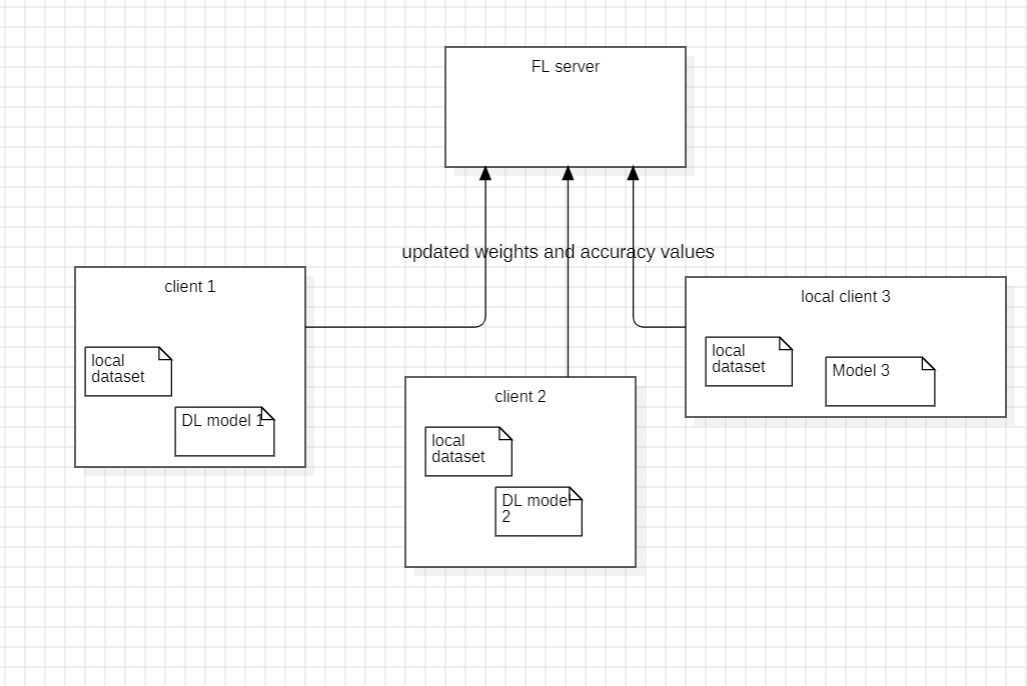 FL server
updated weights and accuracy values
client 1
local
dataset
DL model 1
client 2
local
dataset
DL model
2
local client 3
local
dataset
Model 3